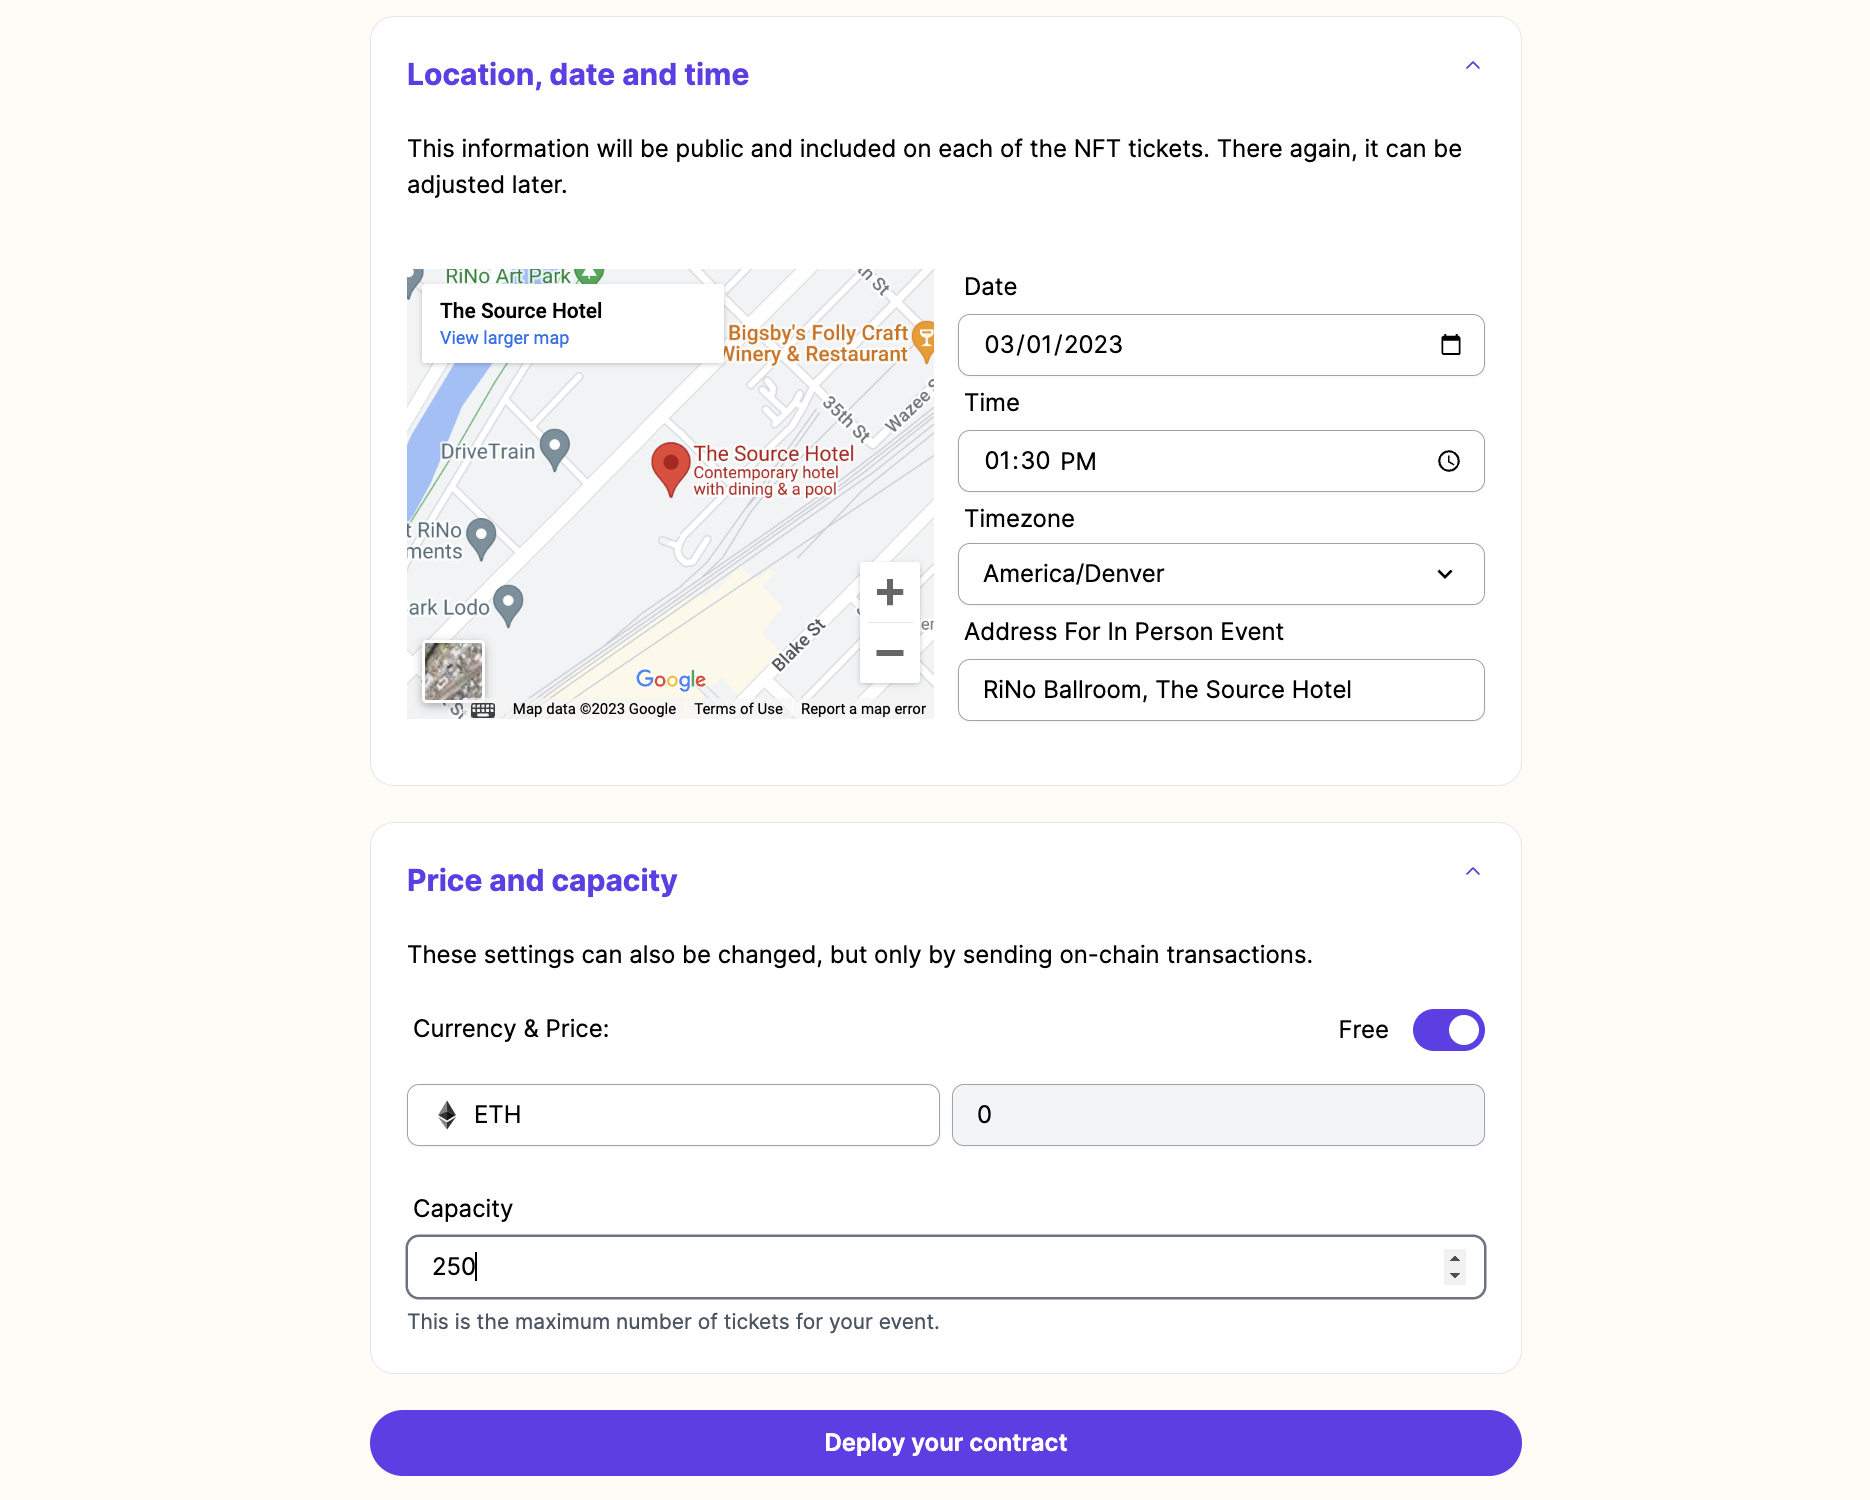 Location, date and time
This information will be public and included on each of the NFT tickets. There again, it can be
adjusted later.
RiNo Art Park
The Source Hotel
View larger map
Bigsby's Folly Craft
Winery & Restaurant
35th St
Wazee
DriveTrain
The Source Hotel
Contemporary hotel
with dining & a pool
t RiNo
ments
ark Lodo
Blake St
Google
Map data ©2023 Google
Terms of Use
Report a map error
Date
03/01/2023
Time
01:30 PM
Timezone
America/Denver
Address For In Person Event
RiNo Ballroom, The Source Hotel
Price and capacity
These settings can also be changed, but only by sending on-chain transactions.
Currency & Price:
Free
ETH
0
Capacity
250
This is the maximum number of tickets for your event.
Deploy your contract